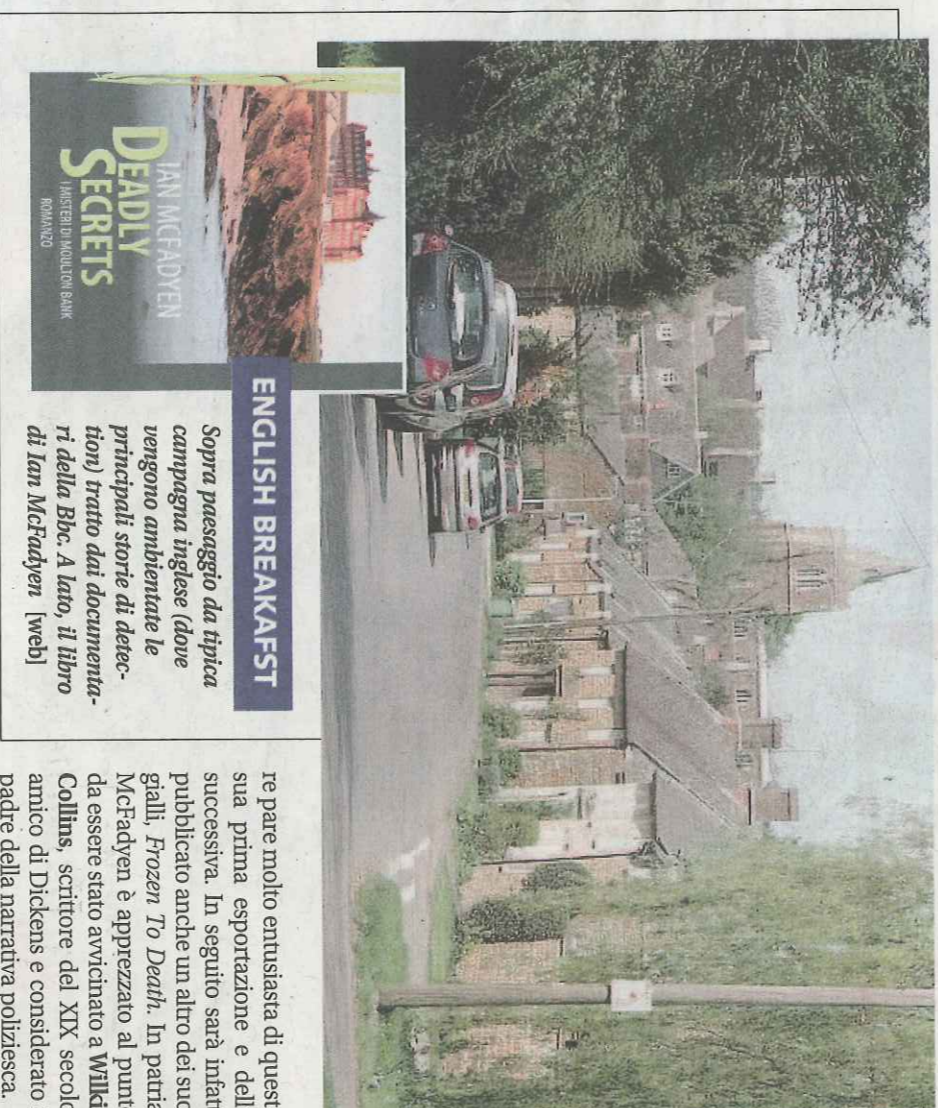 IAN MCFADYEN
DEADLY
SECRETS
I MISTERI DI MOULTON BANK
ROMANZO
ENGLISH BREAKAFST
Sopra paesaggio da tipica
campagna inglese (dove
vengono ambientate le
principali storie di detec-
tion) tratto dai documenta-
ri della Bbc. A lato, il libro
di Ian McFadyen [web]
re pare molto entusiasta di quest
sua prima esportazione e dell
successiva. In seguito sarà infat
pubblicato anche un altro dei suo
gialli, Frozen To Death. In patria
McFadyen è apprezzato al punt
da essere stato avvicinato a Wilki
Collins, scrittore del XIX secolo
amico di Dickens e considerato
padre della narrativa poliziesca.